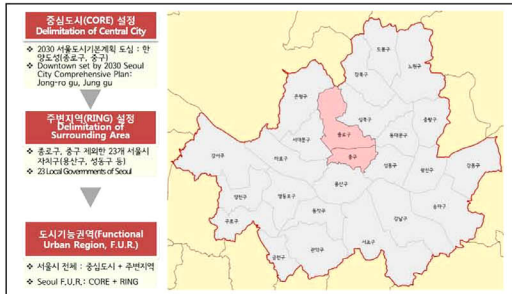 중심도시(CORE) 설정
Delimitation of Central City
❖ 2030 서울도시기본계획 도심 : 한
양도성(종로구, 중구)
❖ Downtown set by 2030 Seoul
City Comprehensive Plan:
Jong-ro gu, Jung gu
주변지역(RING) 설정
Delimitation of
Surrounding Area
❖ 종로구, 중구 제외한 23개 서울시
자치구(용산구, 성동구 등)
❖ 23 Local Governments of Seoul
도시기능권역(Functional
Urban Region, F.U.R.)
❖ 서울시 전체 : 중심도시 + 주변지역
❖ Seoul F.U.R.: CORE + RING
도봉구
노원구
강북구
은평구
성북구
중랑구
종로구
동대문구
서대문구
강서구
중구
마포구
성동구
광진구
강동구
용산구
양천구
영등포구
송파구
구로구
동작구
강남구
서초구
관악구
금천구